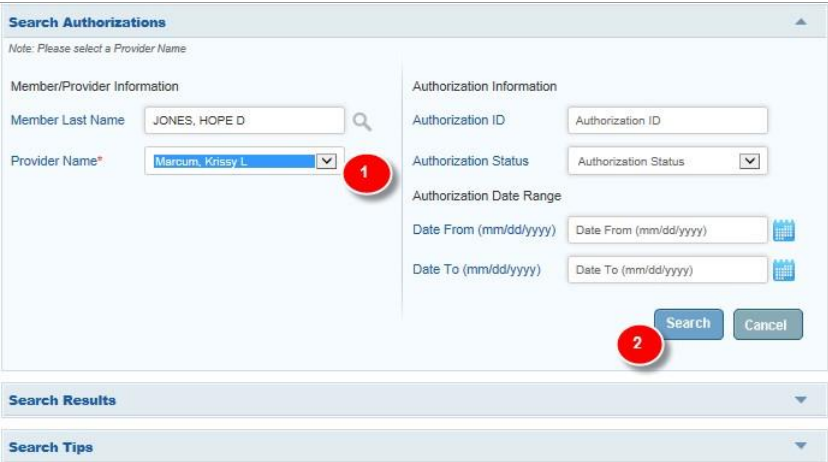 Search Authorizations
Note: Please select a Provider Name
Member/Provider Information
Member Last Name JONES, HOPE D
Provider Name* Marcum, Krissy L
1
Authorization Information
Authorization ID Authorization ID
Authorization Status Authorization Status
Authorization Date Range
Date From (mm/dd/yyyy) Date From (mm/dd/yyyy)
Date To (mm/dd/yyyy) Date To (mm/dd/yyyy)
Search Cancel
2
Search Results
Search Tips